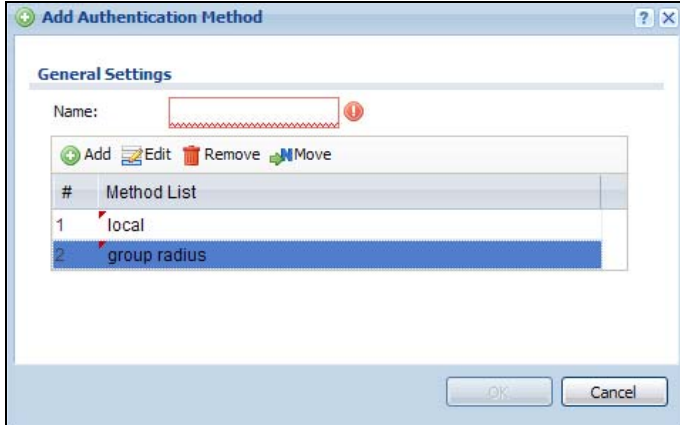 Add Authentication Method ? X
General Settings
Name: !
Add Edit Remove Move
# Method List
1 local
2 group radius
OK Cancel